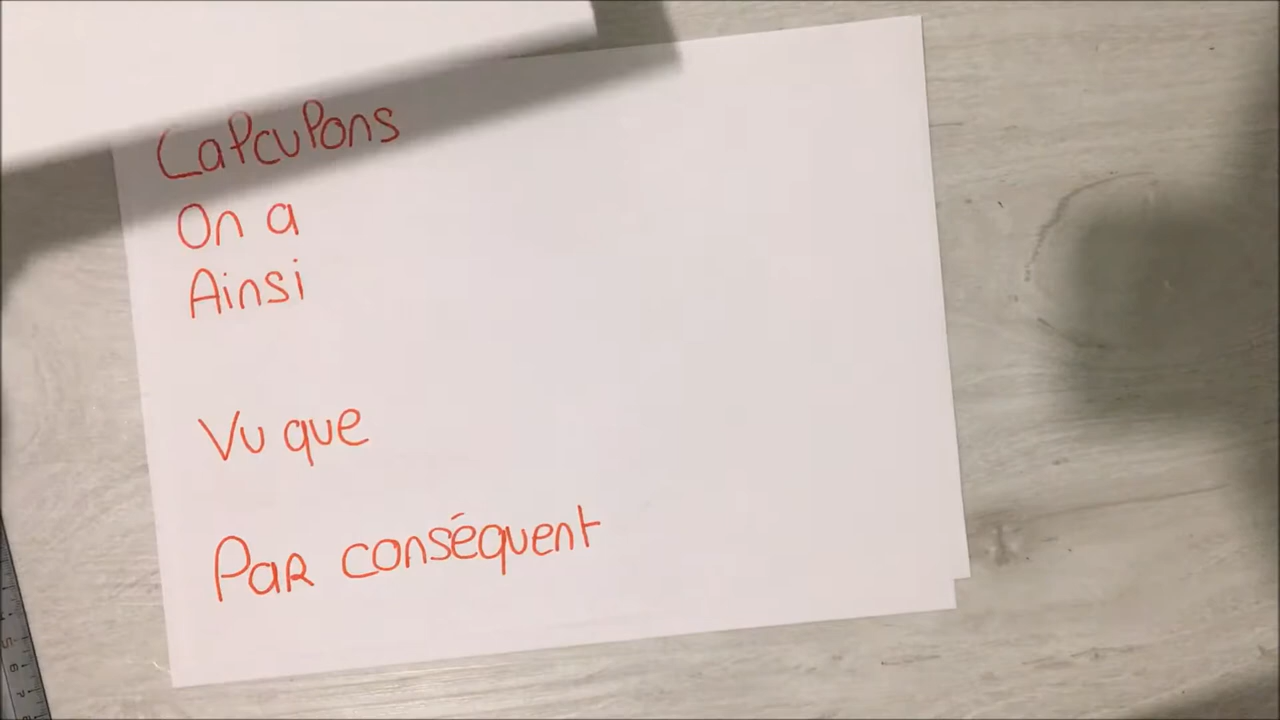 Calculons
On a
Ainsi
Vu que
Par conséquent